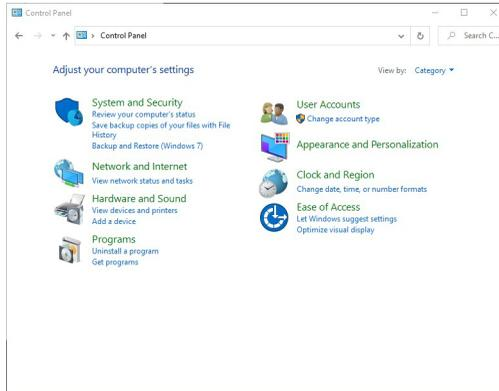 Control Panel
Control Panel
Search C...
Adjust your computer's settings
View by: Category
System and Security
Review your computer's status
Save backup copies of your files with File
History
Backup and Restore (Windows 7)
Network and Internet
View network status and tasks
Hardware and Sound
View devices and printers
Add a device
Programs
Uninstall a program
Get programs
User Accounts
Change account type
Appearance and Personalization
Clock and Region
Change date, time, or number formats
Ease of Access
Let Windows suggest settings
Optimize visual display